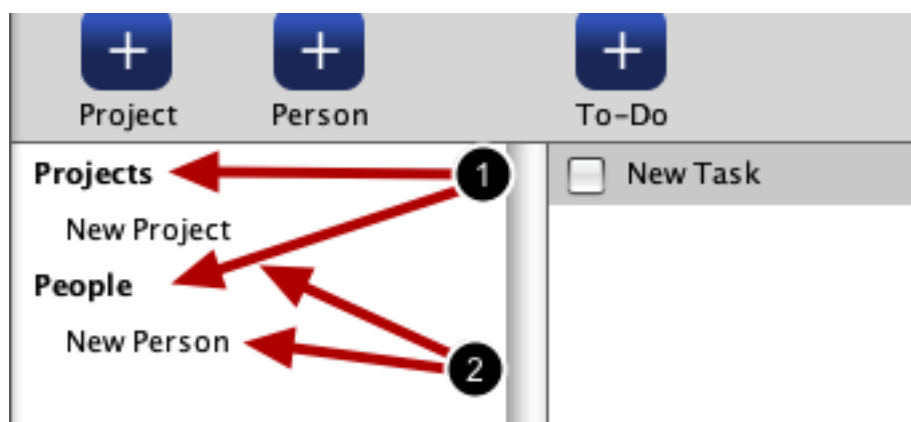 Project
Person
To-Do
Projects
1
New Task
New Project
People
New Person
2